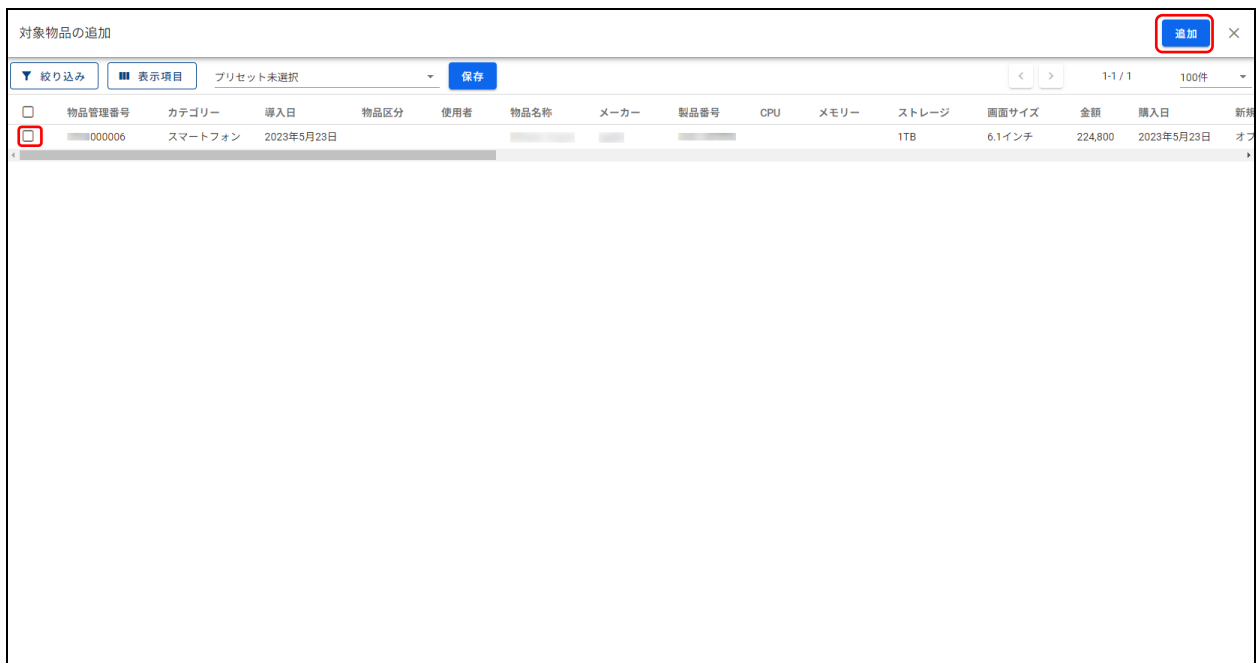 対象物品の追加 追加
絞り込み 表示項目 プリセット未選択 保存 1-1 / 1 100件
物品管理番号 カテゴリー 導入日 物品区分 使用者 物品名称 メーカー 製品番号 CPU メモリー ストレージ 画面サイズ 金額 購入日 新規
000006 スマートフォン 2023年5月23日 1TB 6.1インチ 224,800 2023年5月23日 オフ